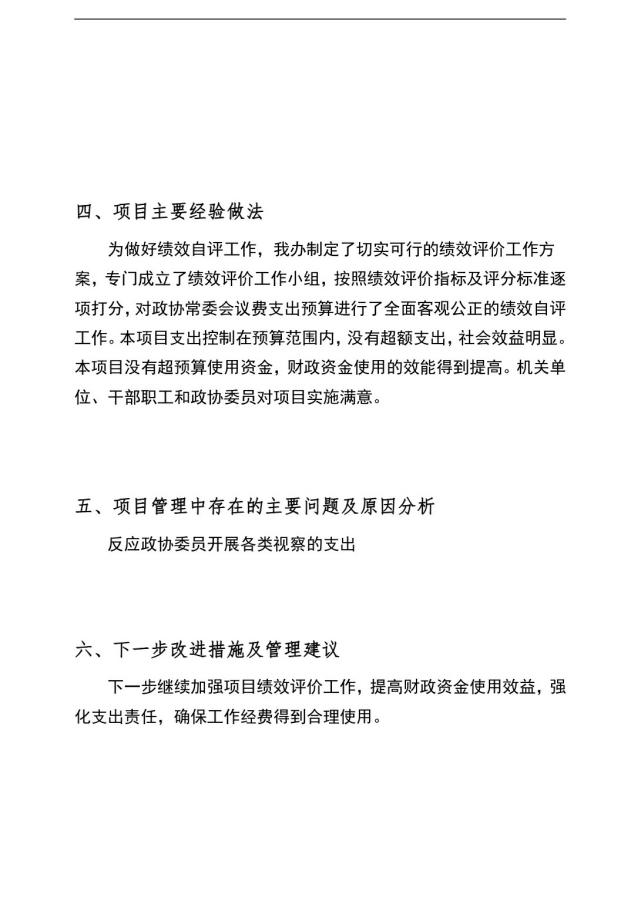 四、项目主要经验做法
为做好绩效自评工作，我办制定了切实可行的绩效评价工作方
案，专门成立了绩效评价工作小组，按照绩效评价指标及评分标准逐
项打分，对政协常委会议费支出预算进行了全面客观公正的绩效自评
工作。本项目支出控制在预算范围内，没有超额支出，社会效益明显。
本项目没有超预算使用资金，财政资金使用的效能得到提高。机关单
位、干部职工和政协委员对项目实施满意。
五、项目管理中存在的主要问题及原因分析
反应政协委员开展各类视察的支出
六、下一步改进措施及管理建议
下一步继续加强项目绩效评价工作，提高财政资金使用效益，强
化支出责任，确保工作经费得到合理使用。